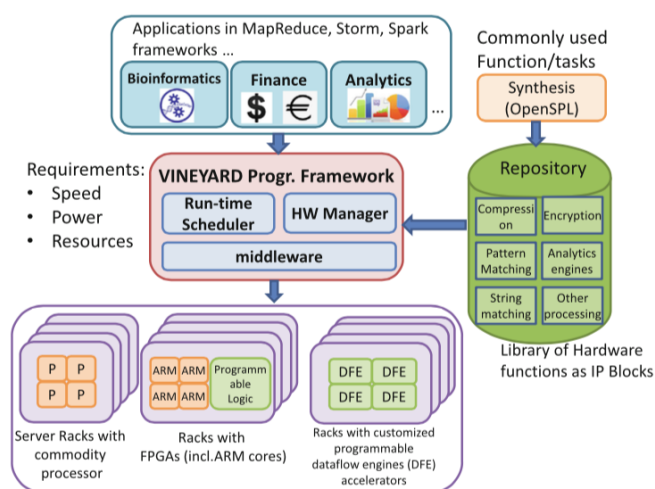 Applications in MapReduce, Storm, Spark
frameworks ...
Bioinformatics
Finance
Analytics
$
€
...
Commonly used
Function/tasks
Synthesis
(OpenSPL)
Requirements:
• Speed
• Power
• Resources
VINEYARD Progr. Framework
Run-time
Scheduler
HW Manager
middleware
Repository
Compressi
on
Encryption
Pattern
Matching
Analytics
engines
String
matching
Other
processing
Library of Hardware
functions as IP Blocks
P P
P P
Server Racks with
commodity
processor
ARM ARM
ARM ARM
Programm
able
Logic
Racks with
FPGAs (incl.ARM cores)
DFE DFE
DFE DFE
Racks with customized
programmable
dataflow engines (DFE)
accelerators